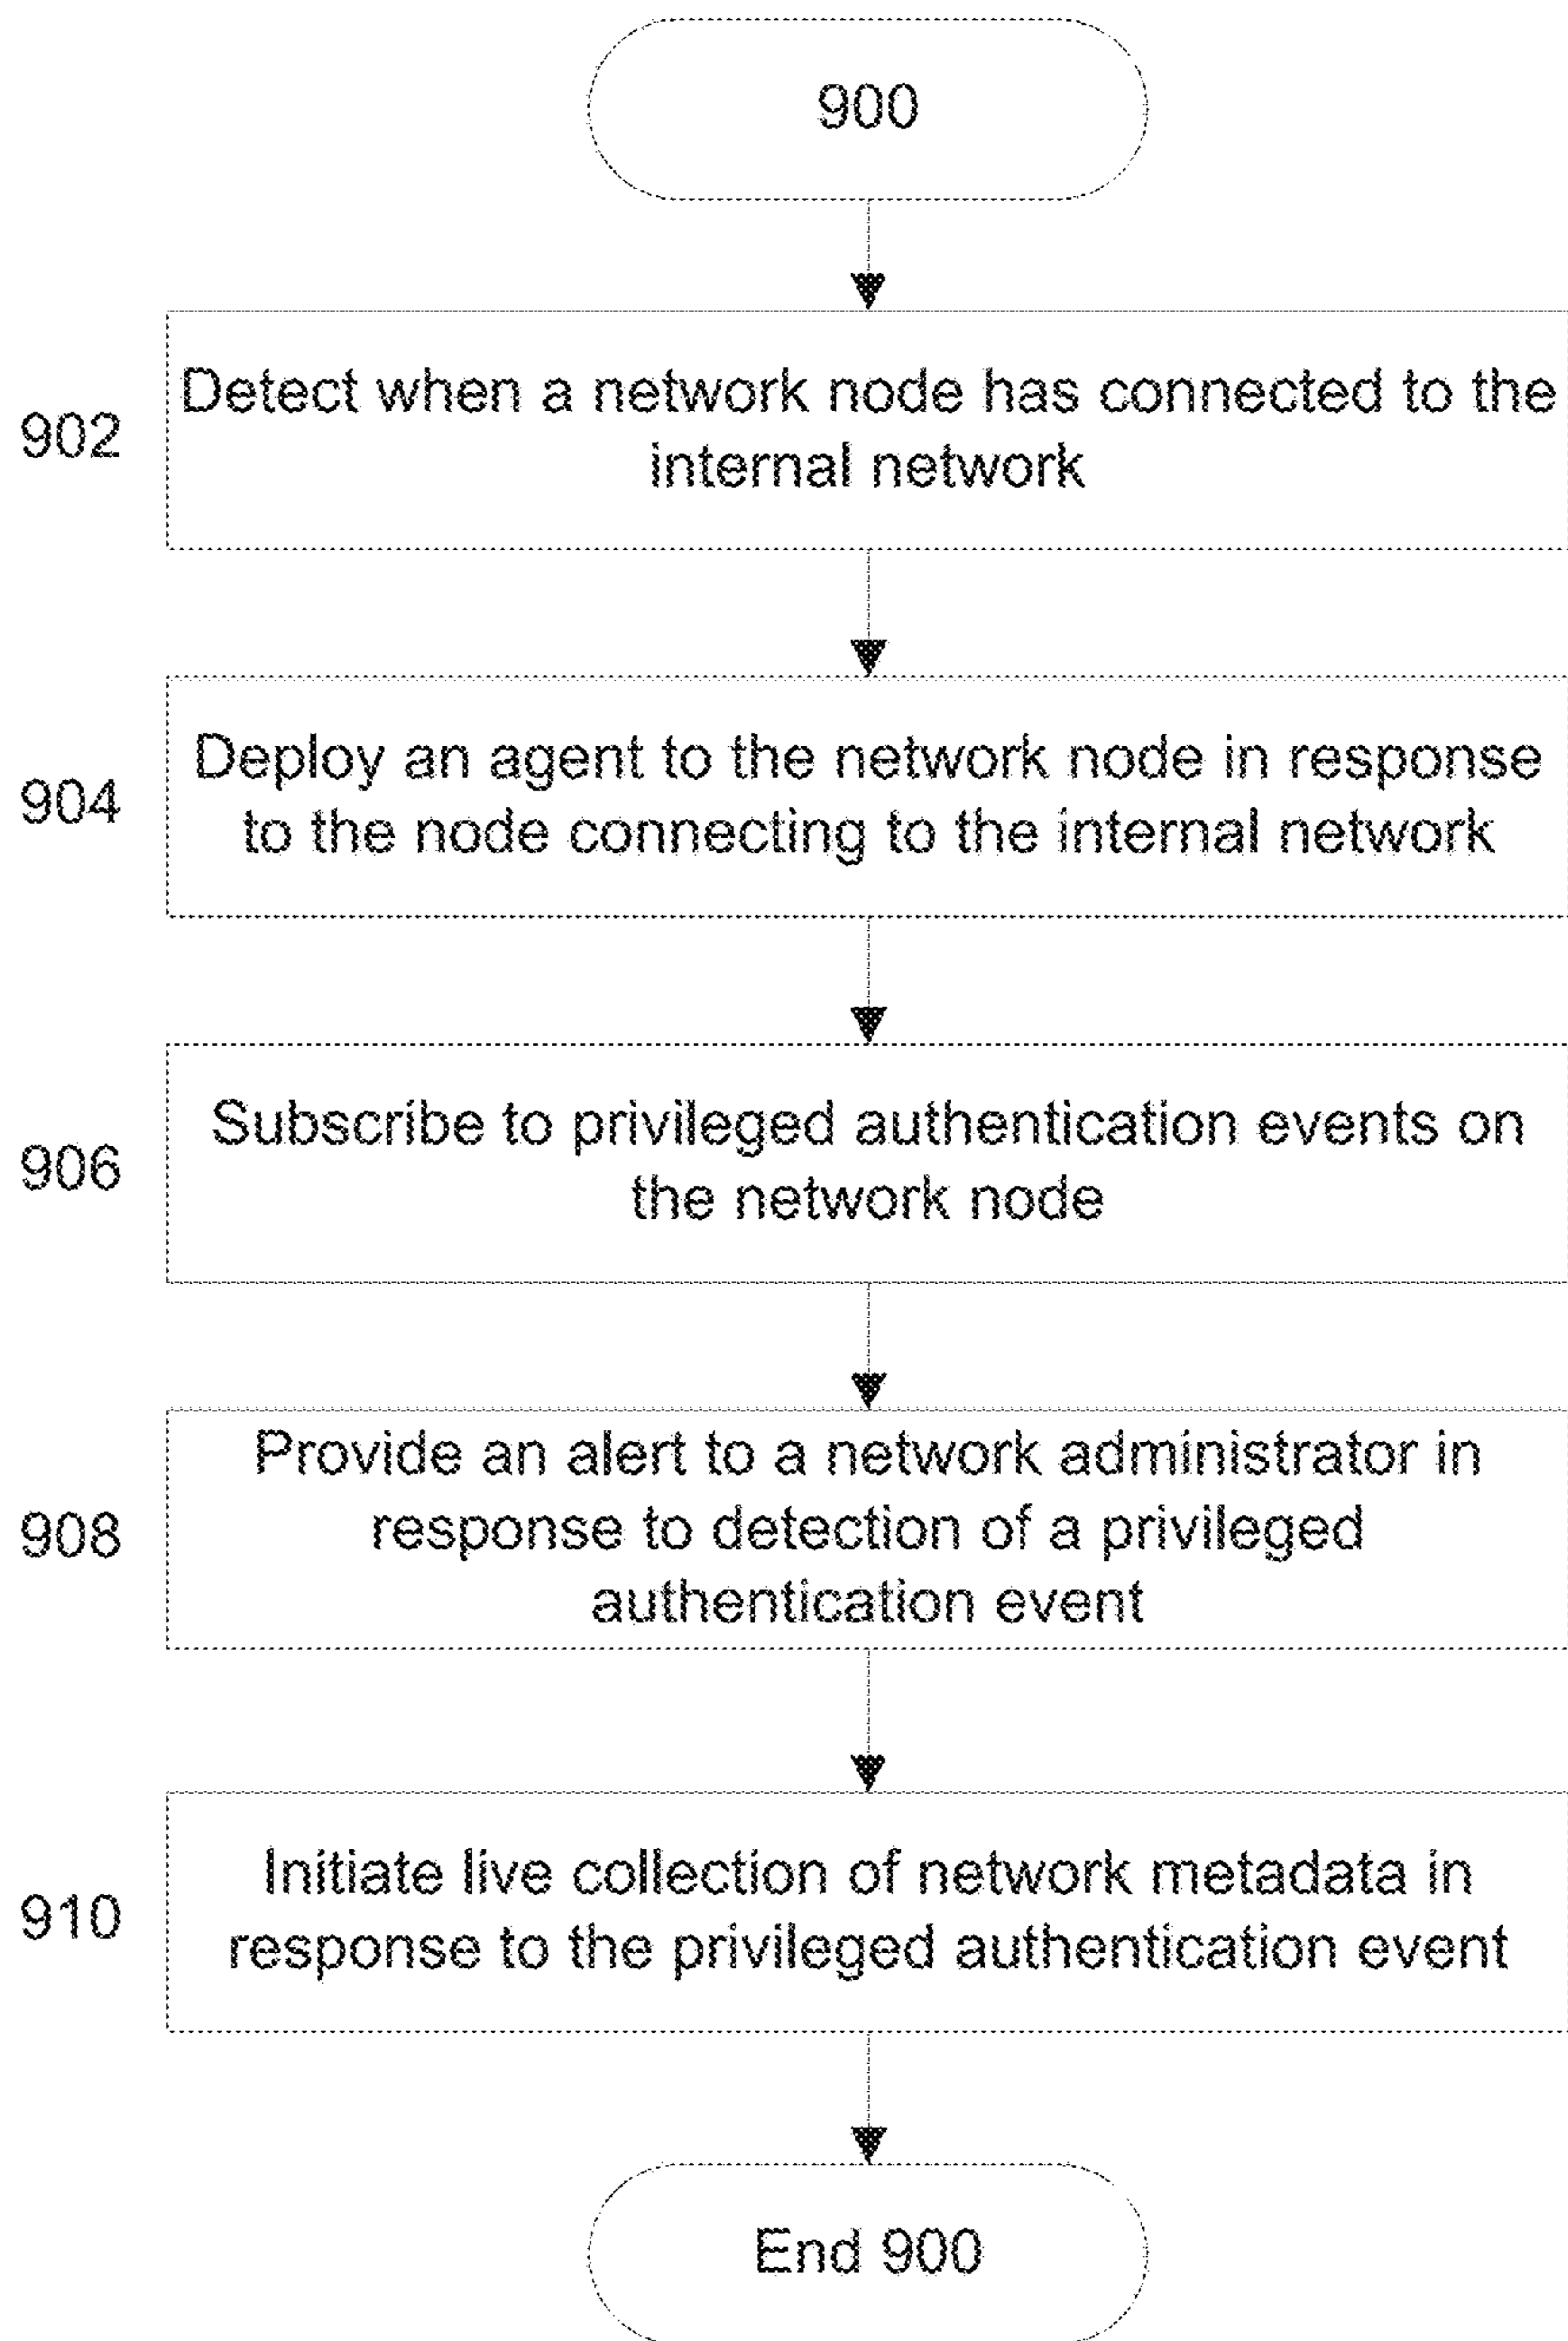 900
902
Detect when a network node has connected to the
internal network
904
Deploy an agent to the network node in response
to the node connecting to the internal network
906
Subscribe to privileged authentication events on
the network node
908
Provide an alert to a network administrator in
response to detection of a privileged
authentication event
910
Initiate live collection of network metadata in
response to the privileged authentication event
End 900